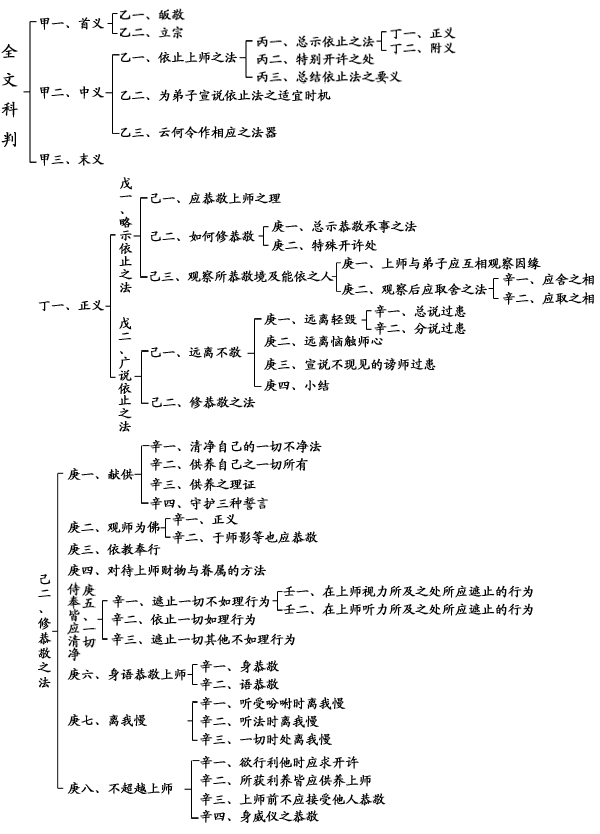 全文科判
甲一、首义
乙一、皈敬
乙二、立宗
甲二、中义
乙一、依止上师之法
丙一、总示依止之法
丁一、正义
丁二、附义
丙二、特别开许之处
丙三、总结依止法之要义
乙二、为弟子宣说依止法之适宜时机
乙三、云何令作相应之法器
甲三、末义
丁一、正义
戊一、略示依止之法
己一、应恭敬上师之理
己二、如何修恭敬
庚一、总示恭敬承事之法
庚二、特殊开许处
己三、观察所恭敬境及能依之人
庚一、上师与弟子应互相观察因缘
庚二、观察后应取舍之法
辛一、应舍之相
辛二、应取之相
戊二、广说依止之法
己一、远离不敬
庚一、远离轻毁
辛一、总说过患
辛二、分说过患
庚二、远离恼触师心
庚三、宣说不现见的谤师过患
庚四、小结
己二、修恭敬之法
己二、修恭敬之法
庚一、献供
辛一、清净自己的一切不净法
辛二、供养自己之一切所有
辛三、供养之理证
辛四、守护三种誓言
庚二、观师为佛
辛一、正义
辛二、于师影等也应恭敬
庚三、依教奉行
庚四、对待上师财物与眷属的方法
庚五、一切侍奉皆应清净
辛一、遮止一切不如理行为
壬一、在上师视力所及之处所应遮止的行为
壬二、在上师听力所及之处所应遮止的行为
辛二、依止一切如理行为
辛三、遮止一切其他不如理行为
庚六、身语恭敬上师
辛一、身恭敬
辛二、语恭敬
庚七、离我慢
辛一、听受吩咐时离我慢
辛二、听法时离我慢
辛三、一切时处离我慢
庚八、不超越上师
辛一、欲行利他时应求开许
辛二、所获利养皆应供养上师
辛三、上师前不应接受他人恭敬
辛四、身威仪之恭敬